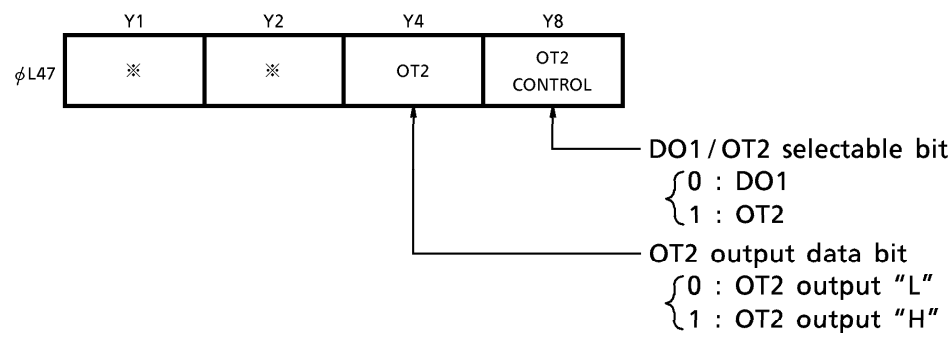 Y1 Y2 Y4 Y8
φL47 ※ ※ OT2 OT2 CONTROL
DO1/OT2 selectable bit
0 : DO1
1 : OT2
OT2 output data bit
0 : OT2 output “L”
1 : OT2 output “H”